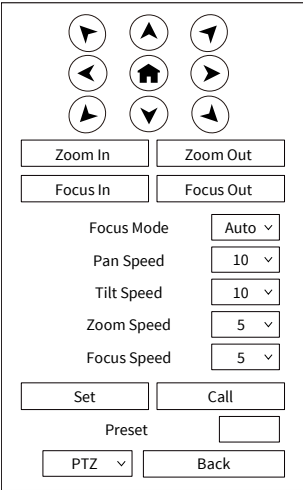 Zoom In Zoom Out
Focus In Focus Out
Focus Mode Auto
Pan Speed 10
Tilt Speed 10
Zoom Speed 5
Focus Speed 5
Set Call
Preset
PTZ Back